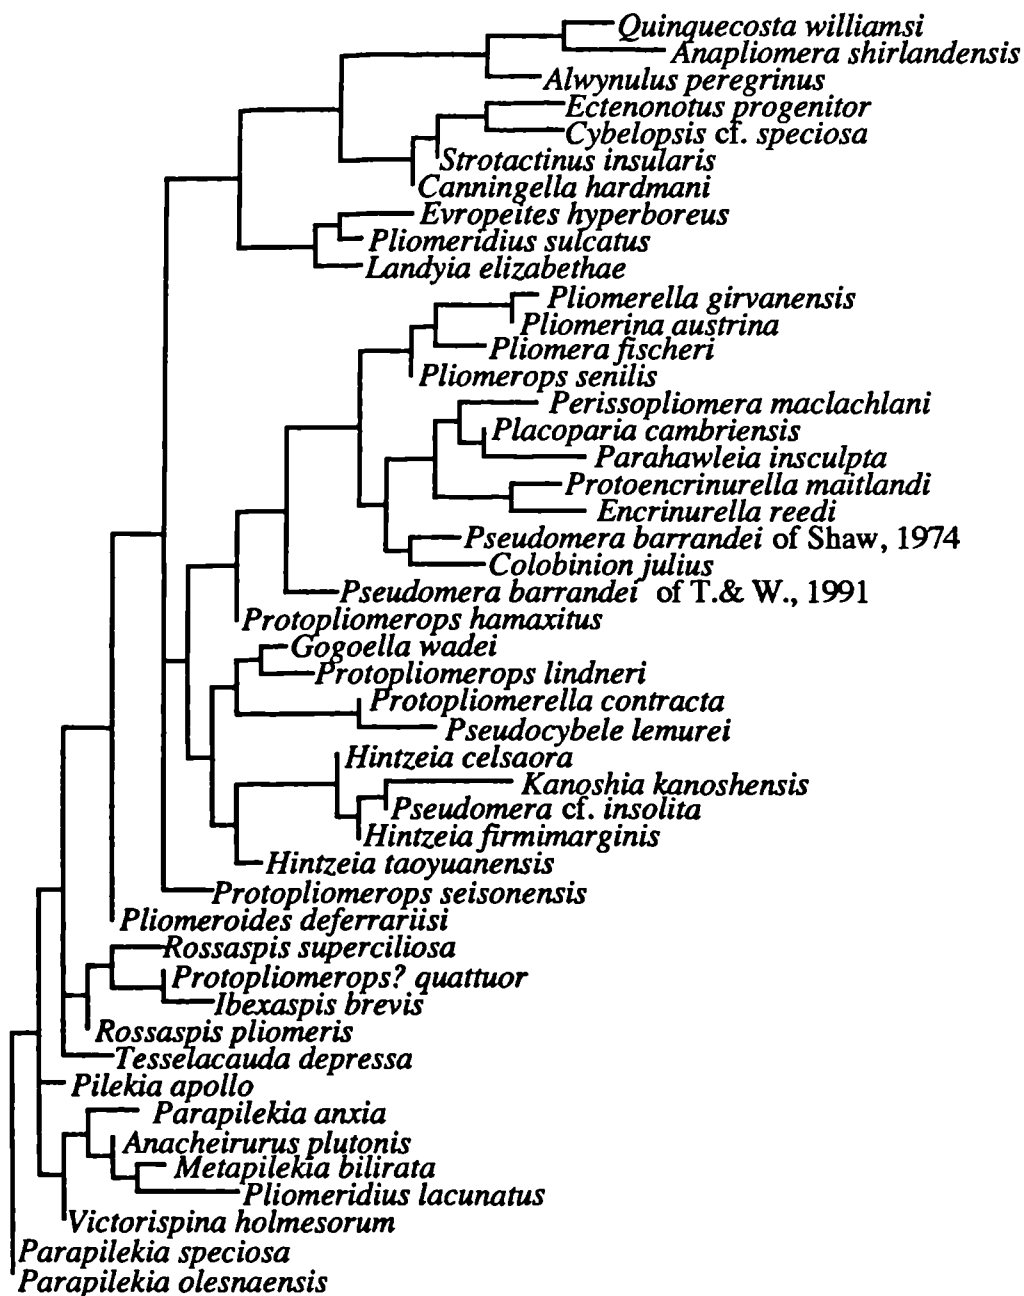 Quinquecosta williamsi
Anapliomera shirlandensis
Alwynulus peregrinus
Ectenonotus progenitor
Cybelopsis cf. speciosa
Strotactinus insularis
Canningella hardmani
Evropeites hyperboreus
Pliomeridius sulcatus
Landyia elizabethae
Pliomerella girvanensis
Pliomerina austrina
Pliomera fischeri
Pliomerops senilis
Perissopliomera maclachlani
Placoparia cambriensis
Parahawleia insculpta
Protoencrinurella maitlandi
Encrinurella reedi
Pseudomera barrandei of Shaw, 1974
Colobinion julius
Pseudomera barrandei of T.& W., 1991
Protopliomerops hamaxitus
Gogoella wadei
Protopliomerops lindneri
Protopliomerella contracta
Pseudocybele lemurei
Hintzeia celsaora
Kanoshia kanoshensis
Pseudomera cf. insolita
Hintzeia firmimarginis
Hintzeia taoyuanensis
Protopliomerops seisonensis
Pliomeroides deferrariisi
Rossaspis superciliosa
Protopliomerops? quattuor
Ibexaspis brevis
Rossaspis pliomeris
Tesselacauda depressa
Pilekia apollo
Parapilekia anxia
Anacheirurus plutonis
Metapilekia bilirata
Pliomeridius lacunatus
Victorispina holmesorum
Parapilekia speciosa
Parapilekia olesnaensis